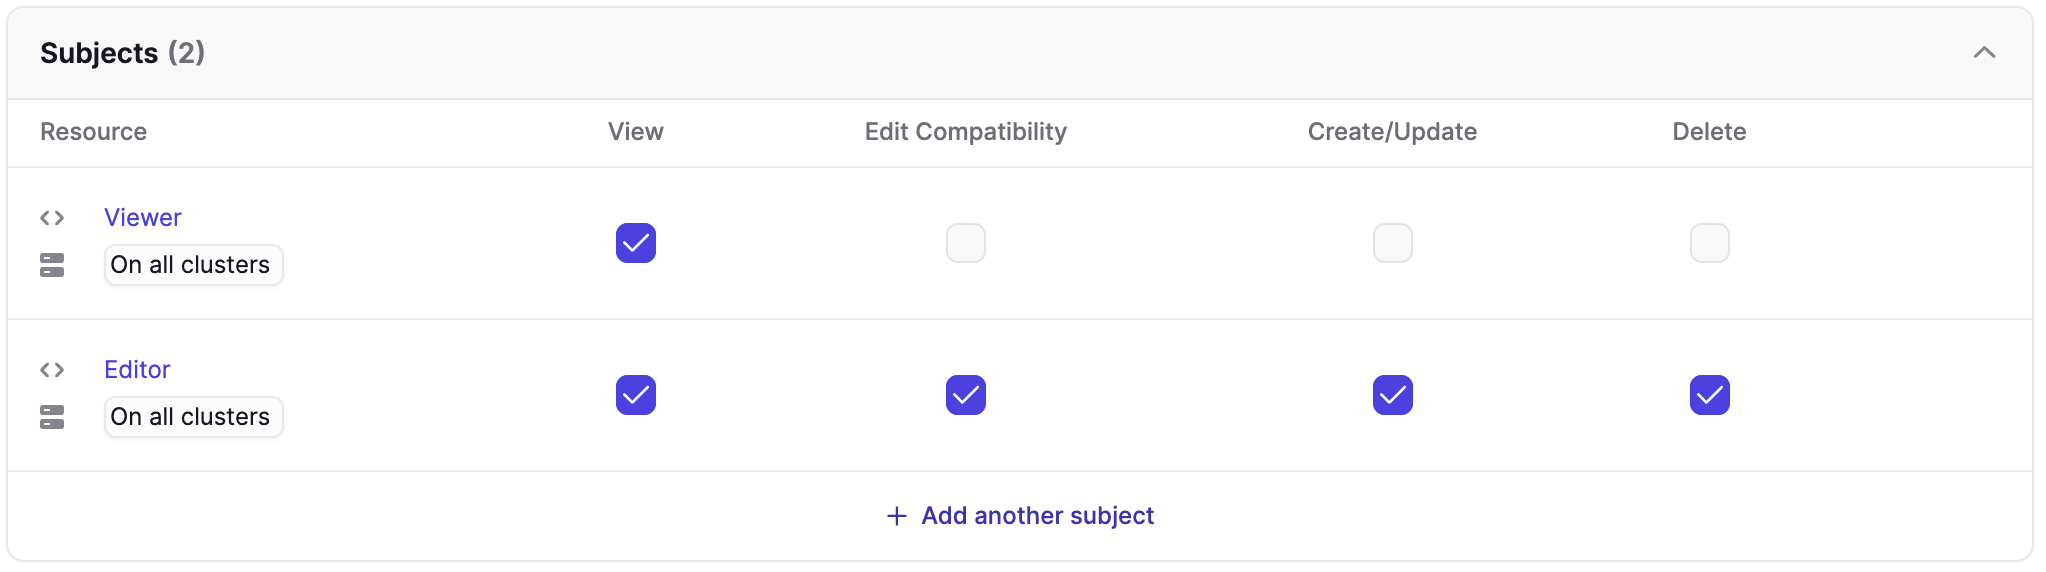 Subjects (2)
Resource View Edit Compatibility Create/Update Delete
Viewer
On all clusters
Editor
On all clusters
+ Add another subject